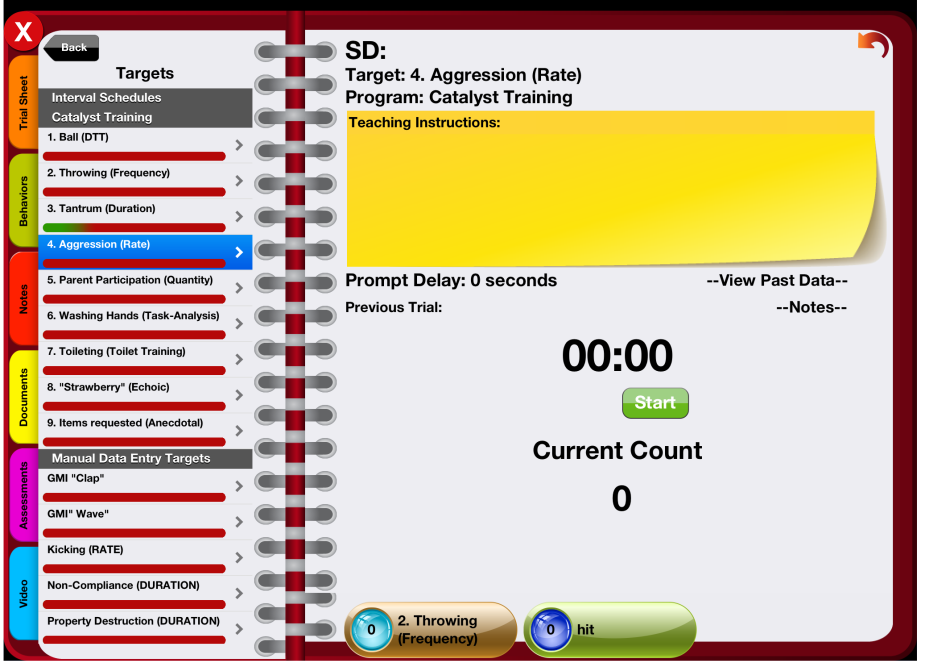 X
Back
Targets
Interval Schedules
Catalyst Training
1. Ball (DTT)
2. Throwing (Frequency)
3. Tantrum (Duration)
4. Aggression (Rate)
5. Parent Participation (Quantity)
6. Washing Hands (Task-Analysis)
7. Toileting (Toilet Training)
8. "Strawberry" (Echoic)
9. Items requested (Anecdotal)
Manual Data Entry Targets
GMI "Clap"
GMI" Wave"
Kicking (RATE)
Non-Compliance (DURATION)
Property Destruction (DURATION)
Trial Sheet
Behaviors
Notes
Documents
Assessments
Video
SD:
Target: 4. Aggression (Rate)
Program: Catalyst Training
Teaching Instructions:
Prompt Delay: 0 seconds
--View Past Data--
Previous Trial:
--Notes--
00:00
Start
Current Count
0
0 2. Throwing
(Frequency)
0 hit